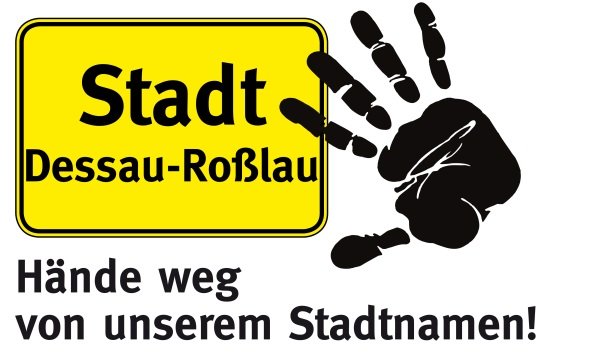 Stadt
Dessau-Roßlau
Hände weg
von unserem Stadtnamen!